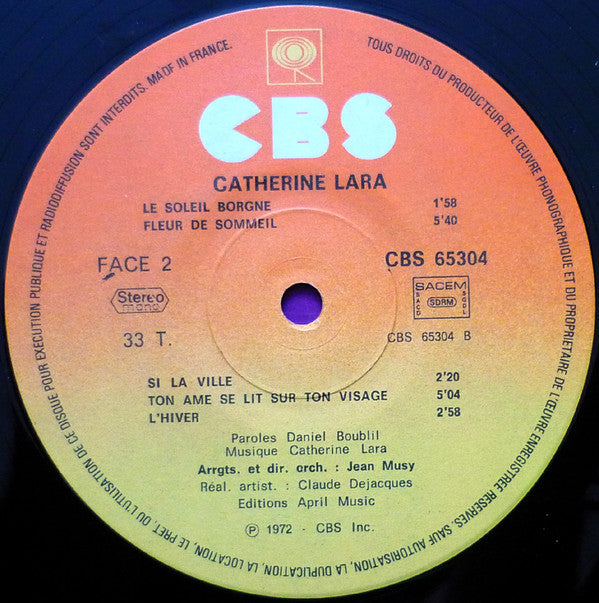 TOUS DROITS DU PRODUCTEUR DE L'ŒUVRE PHONOGRAPHIQUE ET DU PROPRIETAIRE DE L'ŒUVRE ENREGISTRÉE RESERVES. SAUF AUTORISATION, LA DUPLICATION, LA LOCATION, LE PRET, OU L'UTILISATION DE CE DISQUE POUR EXECUTION PUBLIQUE ET RADIODIFFUSION SONT INTERDITS. MADE IN FRANCE.
CBS
CATHERINE LARA
LE SOLEIL BORGNE 1'58
FLEUR DE SOMMEIL 5'40
FACE 2 CBS 65304
Stereo
mono
SACEM
SACD SDRM SGDL
33 T. CBS 65304 B
SI LA VILLE 2'20
TON AME SE LIT SUR TON VISAGE 5'04
L'HIVER 2'58
Paroles Daniel Boublil
Musique Catherine Lara
Arrgts. et dir. orch. : Jean Musy
Réal. artist. : Claude Dejacques
Editions April Music
Ⓟ 1972 - CBS Inc.